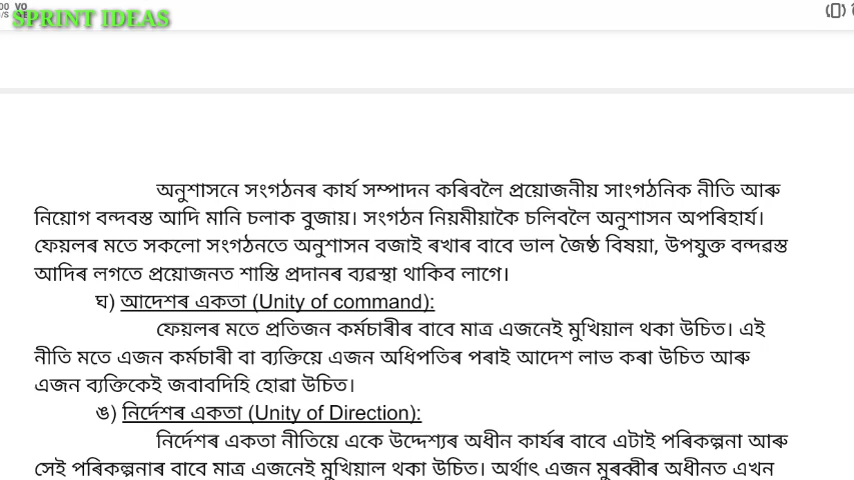 SPRINT IDEAS
অনুশাসনে সংগঠনৰ কাৰ্য সম্পাদন কৰিবলৈ প্ৰয়োজনীয় সাংগঠনিক নীতি আৰু
নিয়োগ বন্দবস্ত আদি মানি চলাক বুজায়। সংগঠন নিয়মীয়াকৈ চলিবলৈ অনুশাসন অপৰিহাৰ্য।
ফেয়লৰ মতে সকলো সংগঠনতে অনুশাসন বজাই ৰখাৰ বাবে ভাল জৈষ্ঠ বিষয়া, উপযুক্ত বন্দৱস্ত
আদিৰ লগতে প্ৰয়োজনত শাস্তি প্ৰদানৰ ব্যৱস্থা থাকিব লাগে।
ঘ) আদেশৰ একতা (Unity of command):
ফেয়লৰ মতে প্ৰতিজন কৰ্মচাৰীৰ বাবে মাত্ৰ এজনেই মুখিয়াল থকা উচিত। এই
নীতি মতে এজন কৰ্মচাৰী বা ব্যক্তিয়ে এজন অধিপতিৰ পৰাই আদেশ লাভ কৰা উচিত আৰু
এজন ব্যক্তিকেই জবাবদিহি হোৱা উচিত।
ঙ) নিৰ্দেশৰ একতা (Unity of Direction):
নিৰ্দেশৰ একতা নীতিয়ে একে উদ্দেশ্যৰ অধীন কাৰ্যৰ বাবে এটাই পৰিকল্পনা আৰু
সেই পৰিকল্পনাৰ বাবে মাত্ৰ এজনেই মুখিয়াল থকা উচিত। অৰ্থাৎ এজন মুৰব্বীৰ অধীনত এখন